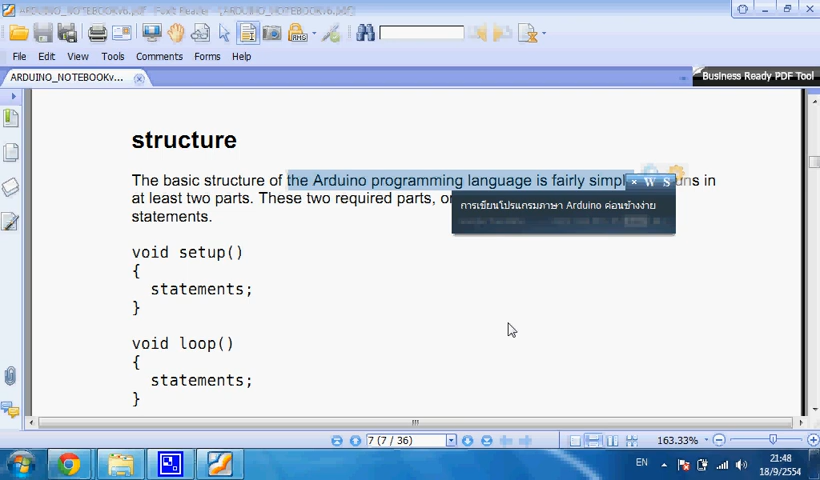 ARDUINO_NOTEBOOKv6.pdf - Foxit Reader - [ARDUINO_NOTEBOOKv6.pdf]
File Edit View Tools Comments Forms Help
ARDUINO_NOTEBOOKv...
Business Ready PDF Tool
structure
The basic structure of the Arduino programming language is fairly simpl ns in
at least two parts. These two required parts, or
statements.
× W S
การเขียนโปรแกรมภาษา Arduino ค่อนข้างง่าย
void setup()
{
statements;
}
void loop()
{
statements;
}
7 (7 / 36)
163.33%
EN
21:48
18/9/2554